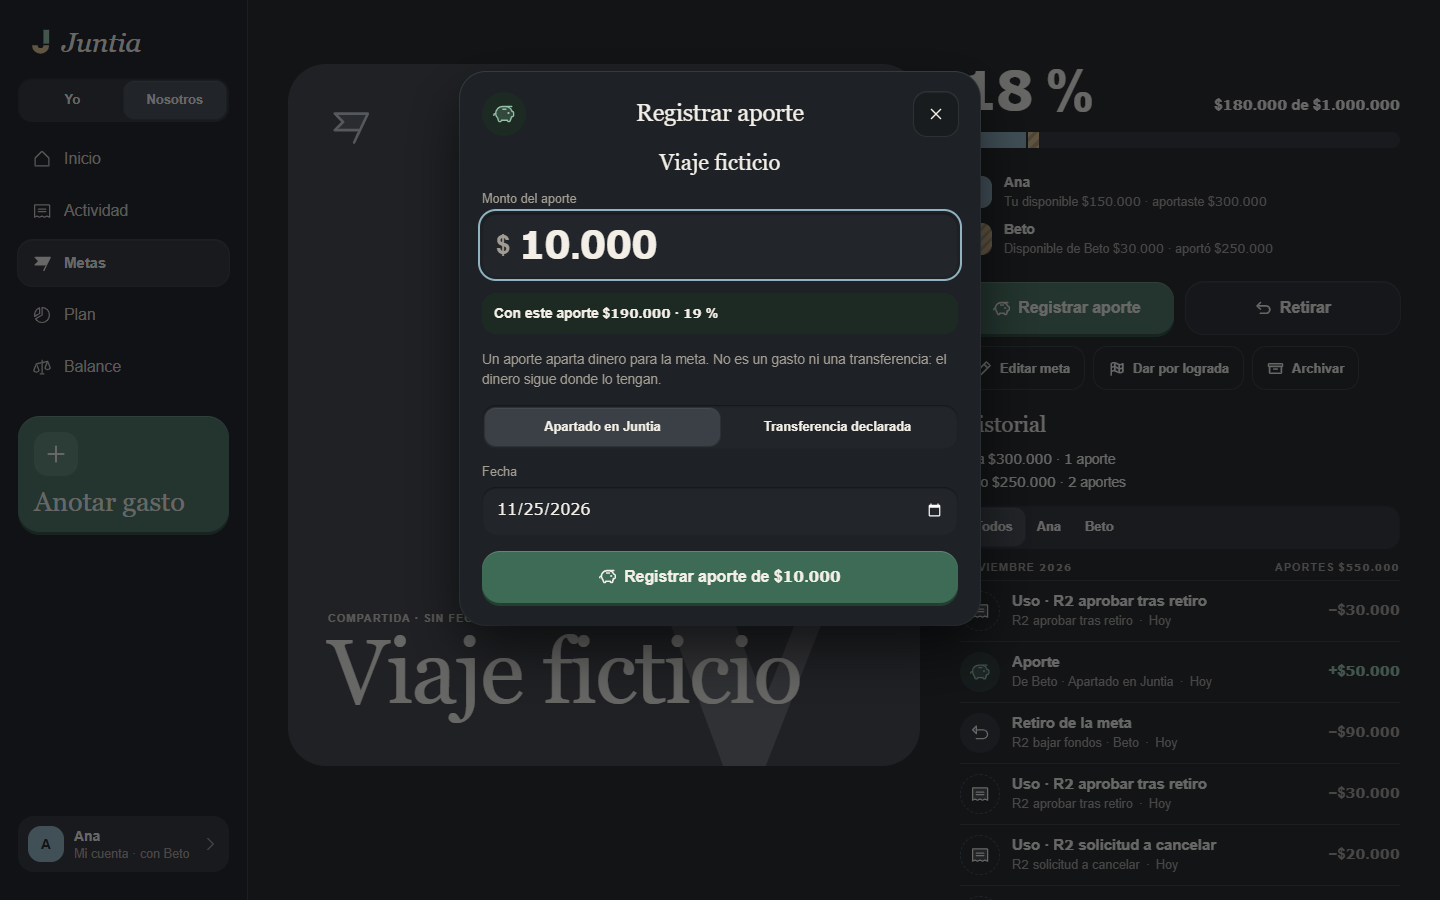 Juntia
Yo
Nosotros
Inicio
Actividad
Metas
Plan
Balance
Anotar gasto
Ana
Mi cuenta · con Beto
A
COMPARTIDA · SIN
Viaje ficticio
Registrar aporte
Viaje ficticio
Monto del aporte
$ 10.000
Con este aporte $190.000 · 19 %
Un aporte aparta dinero para la meta. No es un gasto ni una transferencia: el
dinero sigue donde lo tengan.
Apartado en Juntia
Transferencia declarada
Fecha
11/25/2026
Registrar aporte de $10.000
18 %
$180.000 de $1.000.000
Ana
Tu disponible $150.000 · aportaste $300.000
Beto
Disponible de Beto $30.000 · aportó $250.000
Registrar aporte
Retirar
Editar meta
Dar por lograda
Archivar
istorial
$300.000 · 1 aporte
$250.000 · 2 aportes
odos
Ana
Beto
VIEMBRE 2026
APORTES $550.000
Uso · R2 aprobar tras retiro
−$30.000
R2 aprobar tras retiro · Hoy
Aporte
+$50.000
De Beto · Apartado en Juntia · Hoy
Retiro de la meta
−$90.000
R2 bajar fondos · Beto · Hoy
Uso · R2 aprobar tras retiro
−$30.000
R2 aprobar tras retiro · Hoy
Uso · R2 solicitud a cancelar
−$20.000
R2 solicitud a cancelar · Hoy